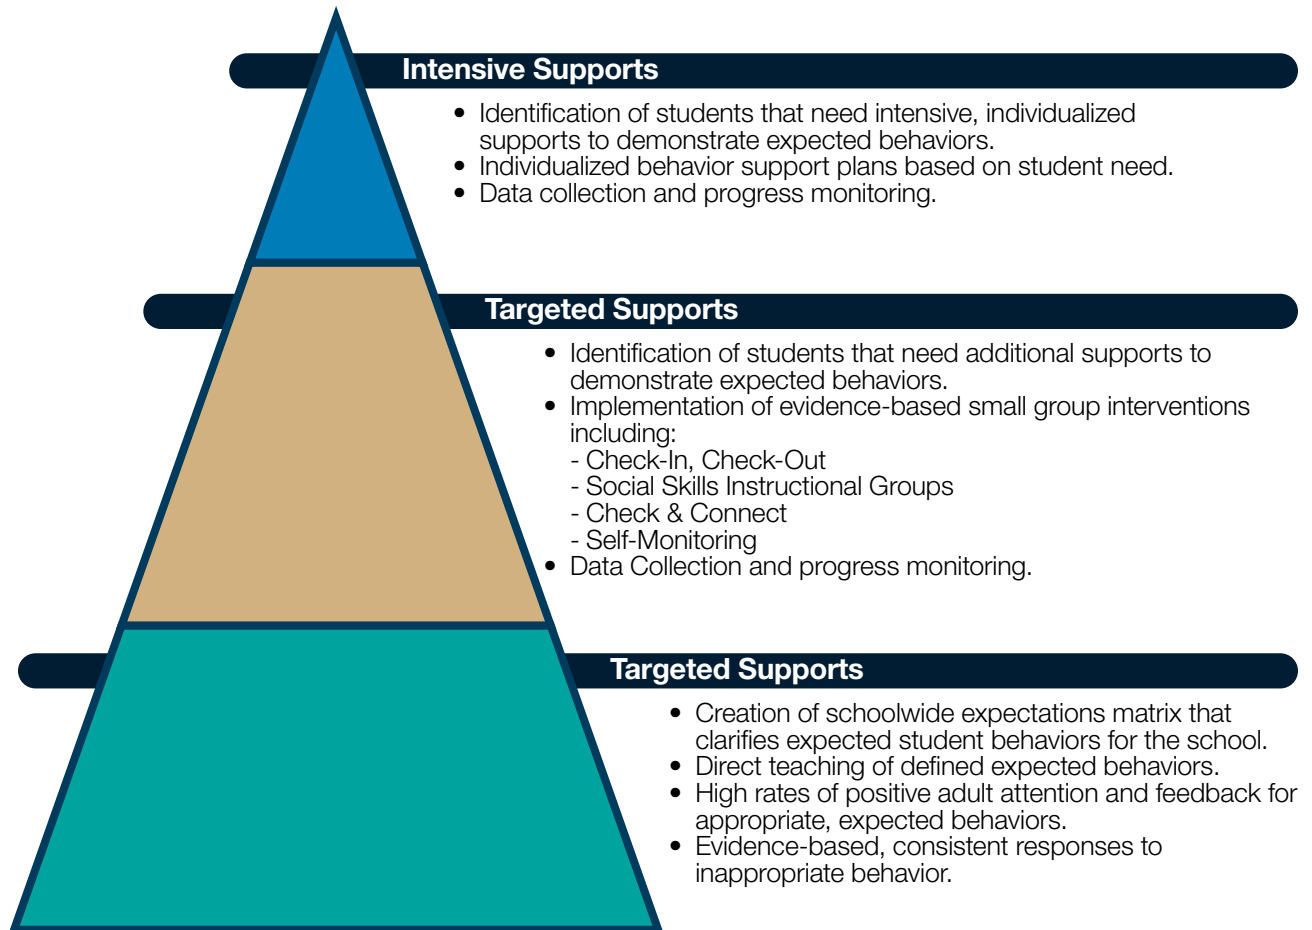 Intensive Supports
• Identification of students that need intensive, individualized
supports to demonstrate expected behaviors.
• Individualized behavior support plans based on student need.
• Data collection and progress monitoring.
Targeted Supports
• Identification of students that need additional supports to
demonstrate expected behaviors.
• Implementation of evidence-based small group interventions
including:
- Check-In, Check-Out
- Social Skills Instructional Groups
- Check & Connect
- Self-Monitoring
• Data Collection and progress monitoring.
Targeted Supports
• Creation of schoolwide expectations matrix that
clarifies expected student behaviors for the school.
• Direct teaching of defined expected behaviors.
• High rates of positive adult attention and feedback for
appropriate, expected behaviors.
• Evidence-based, consistent responses to
inappropriate behavior.